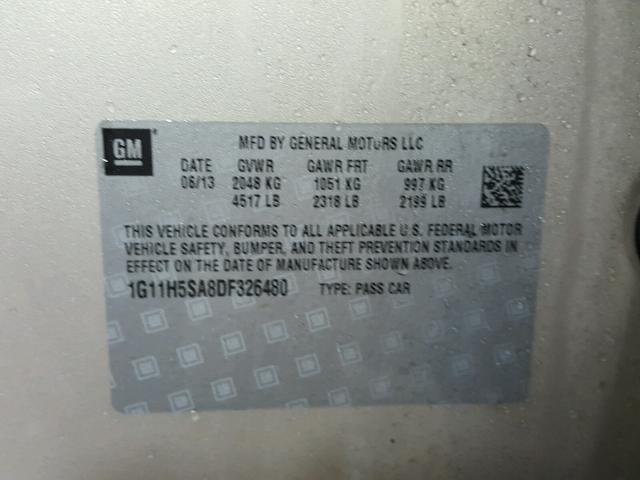 GM
MFD BY GENERAL MOTORS LLC
DATE GVWR GAWR FRT GAWR RR
06/13 2048 KG 1051 KG 997 KG
4517 LB 2318 LB 2199 LB
THIS VEHICLE CONFORMS TO ALL APPLICABLE U.S. FEDERAL MOTOR
VEHICLE SAFETY, BUMPER, AND THEFT PREVENTION STANDARDS IN
EFFECT ON THE DATE OF MANUFACTURE SHOWN ABOVE.
1G11H5SA8DF326480 TYPE: PASS CAR